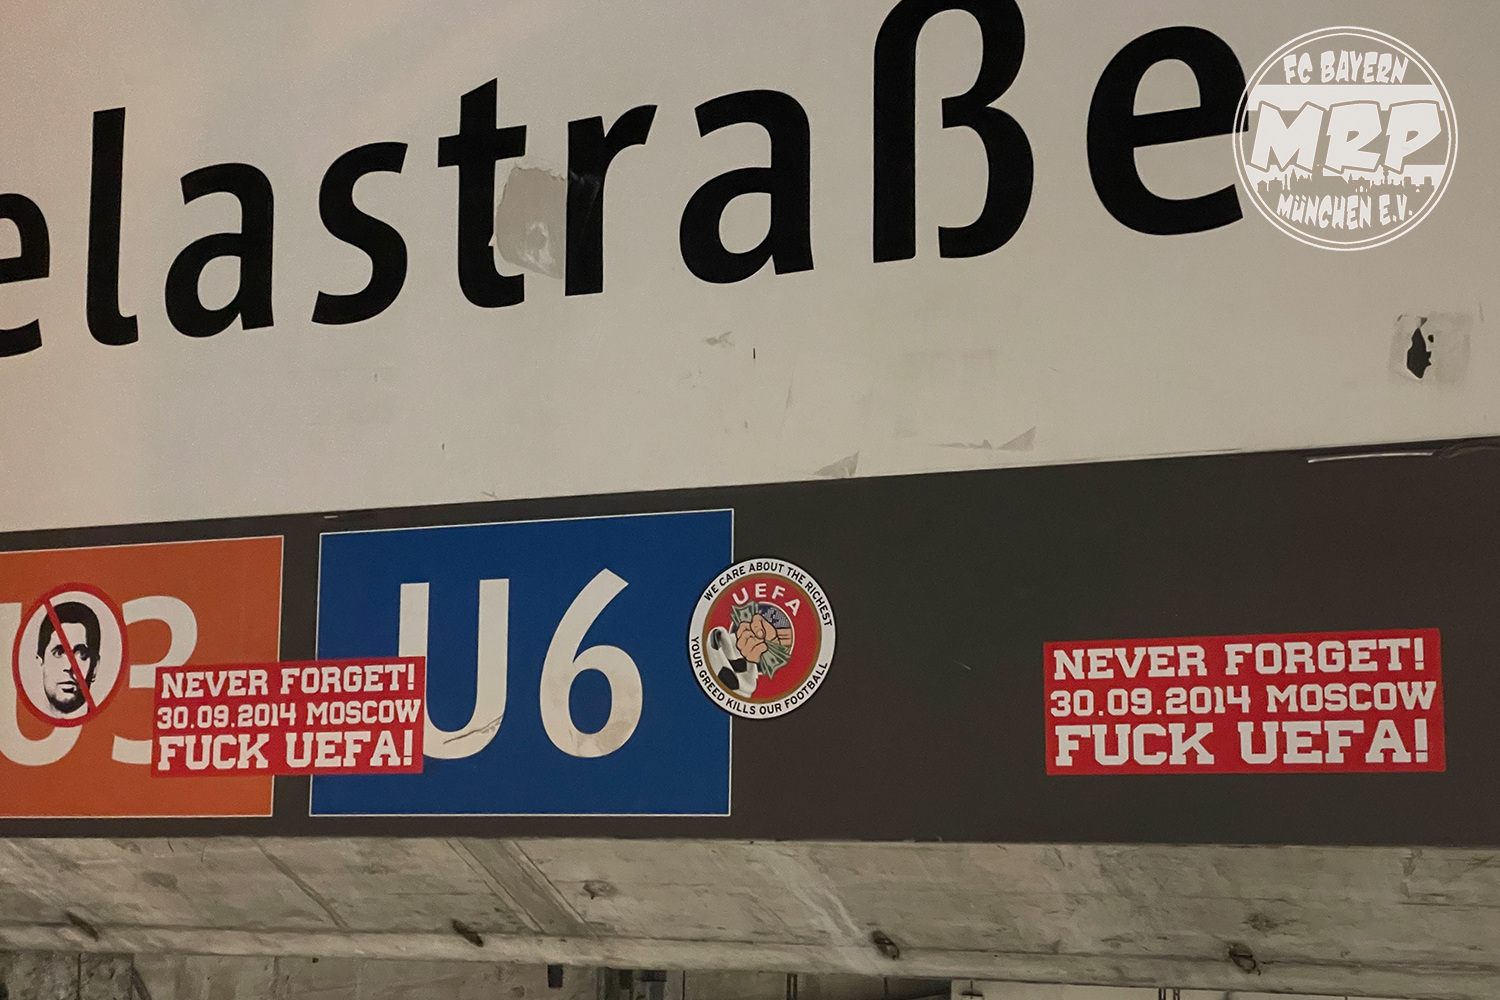 elastraße
FC BAYERN
MRP
MÜNCHEN E.V.
U3
U6
NEVER FORGET!
30.09.2014 MOSCOW
FUCK UEFA!
WE CARE ABOUT THE RICHEST
UEFA
YOUR GREED KILLS OUR FOOTBALL
NEVER FORGET!
30.09.2014 MOSCOW
FUCK UEFA!